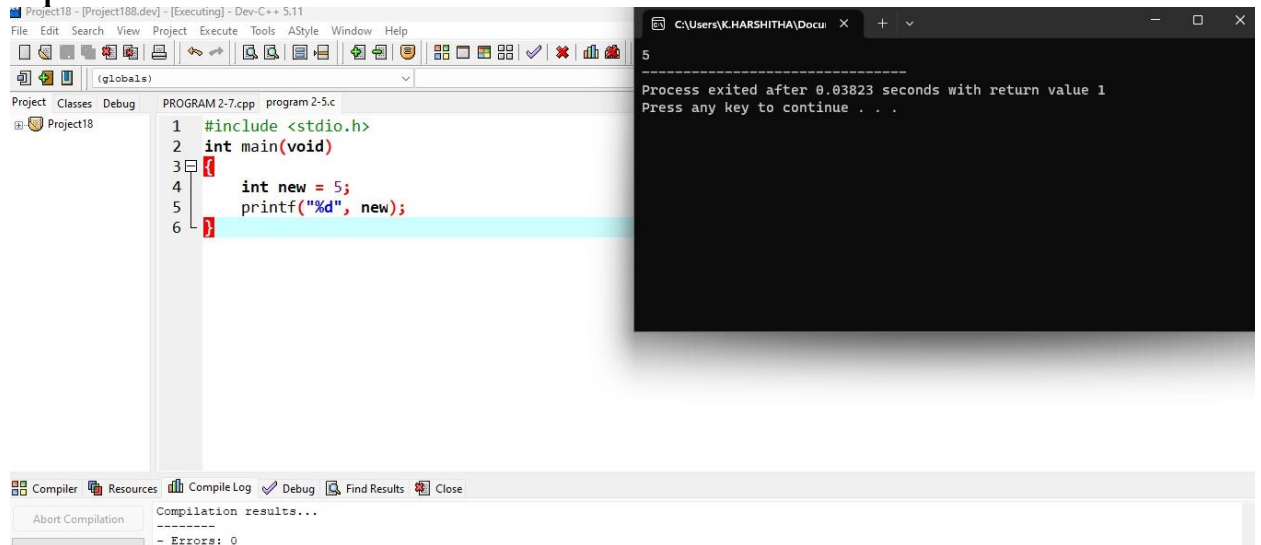 Project18 - [Project188.dev] - [Executing] - Dev-C++ 5.11
File Edit Search View Project Execute Tools AStyle Window Help
(globals)
Project Classes Debug
PROGRAM 2-7.cpp program 2-5.c
Project18
1 #include <stdio.h>
2 int main(void)
3 {
4 int new = 5;
5 printf("%d", new);
6 }
C:\Users\K.HARSHITHA\Docu
5
--------------------------------
Process exited after 0.03823 seconds with return value 1
Press any key to continue . . .
Compiler Resources Compile Log Debug Find Results Close
Abort Compilation
Compilation results...
--------
- Errors: 0